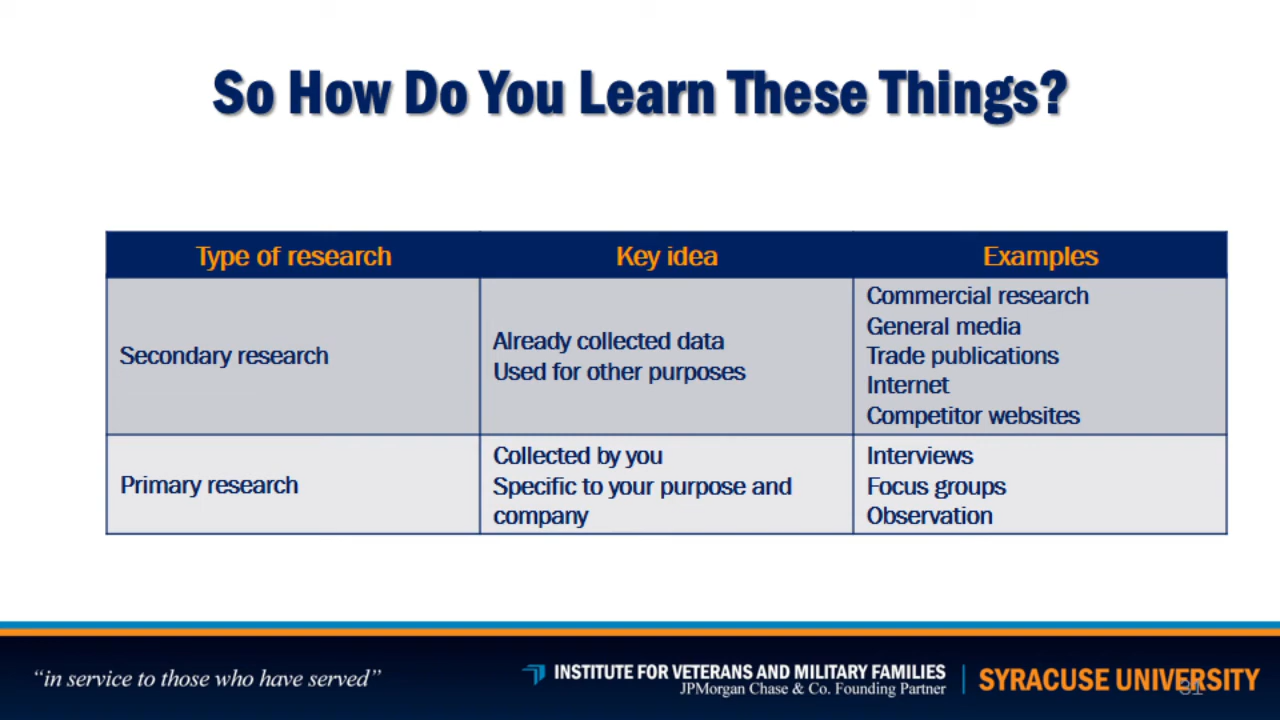 So How Do You Learn These Things?
Type of research
Key idea
Examples
Secondary research
Already collected data
Used for other purposes
Commercial research
General media
Trade publications
Internet
Competitor websites
Primary research
Collected by you
Specific to your purpose and
company
Interviews
Focus groups
Observation
“in service to those who have served”
INSTITUTE FOR VETERANS AND MILITARY FAMILIES
JPMorgan Chase & Co. Founding Partner
SYRACUSE UNIVERSITY
31